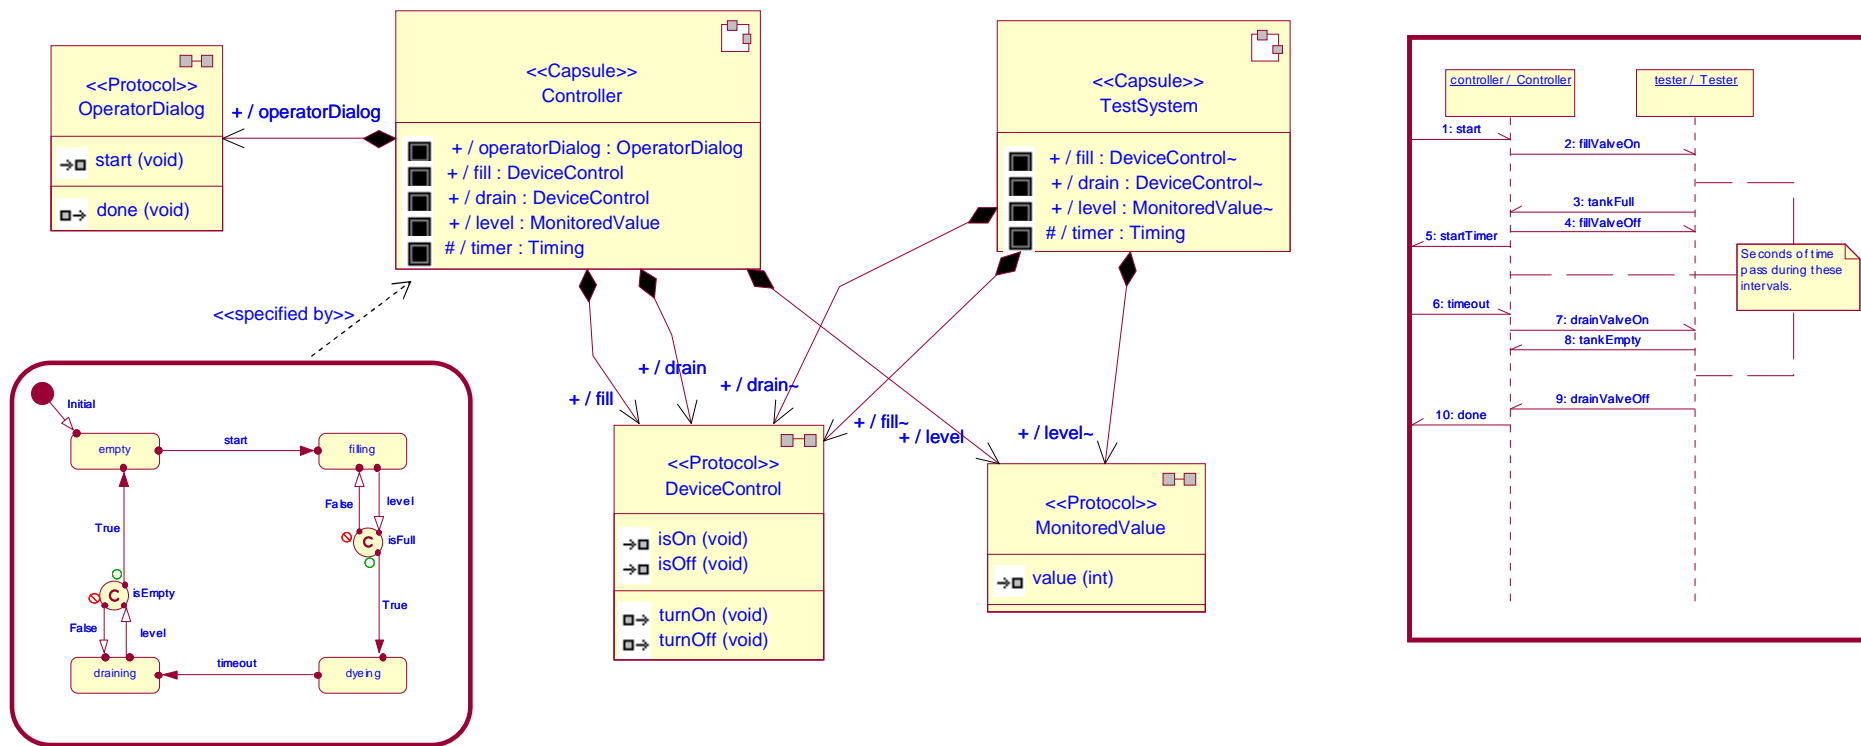 <<Protocol>>
OperatorDialog
start (void)
done (void)
+ / operatorDialog
<<Capsule>>
Controller
+ / operatorDialog : OperatorDialog
+ / fill : DeviceControl
+ / drain : DeviceControl
+ / level : MonitoredValue
# / timer : Timing
<<Capsule>>
TestSystem
+ / fill : DeviceControl~
+ / drain : DeviceControl~
+ / level : MonitoredValue~
# / timer : Timing
<<specified by>>
+ / fill
+ / drain
+ / drain~
+ / fill~
+ / level
+ / level~
<<Protocol>>
DeviceControl
isOn (void)
isOff (void)
turnOn (void)
turnOff (void)
<<Protocol>>
MonitoredValue
value (int)
Initial
empty
start
filling
False
level
C
isFull
True
True
C
isEmpty
False
level
draining
timeout
dyeing
controller / Controller
tester / Tester
1: start
2: fillValveOn
3: tankFull
4: fillValveOff
5: startTimer
Seconds of time
pass during these
intervals.
6: timeout
7: drainValveOn
8: tankEmpty
9: drainValveOff
10: done